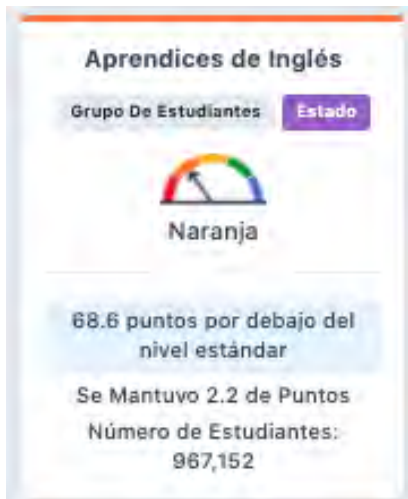 Aprendices de Inglés
Grupo De Estudiantes Estado
Naranja
68.6 puntos por debajo del
nivel estándar
Se Mantuvo 2.2 de Puntos
Número de Estudiantes:
967,152